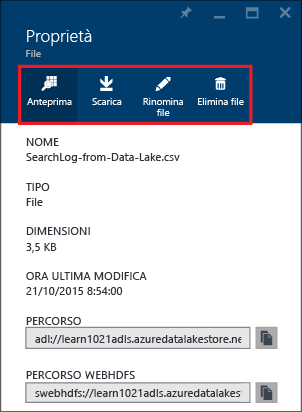 Proprietà
File
Anteprima Scarica Rinomina file Elimina file
NOME
SearchLog-from-Data-Lake.csv
TIPO
File
DIMENSIONI
3,5 KB
ORA ULTIMA MODIFICA
21/10/2015 8:54:00
PERCORSO
adl://learn1021adls.azuredatalakestore.ne
PERCORSO WEBHDFS
swebhdfs://learn1021adls.azuredatalakes